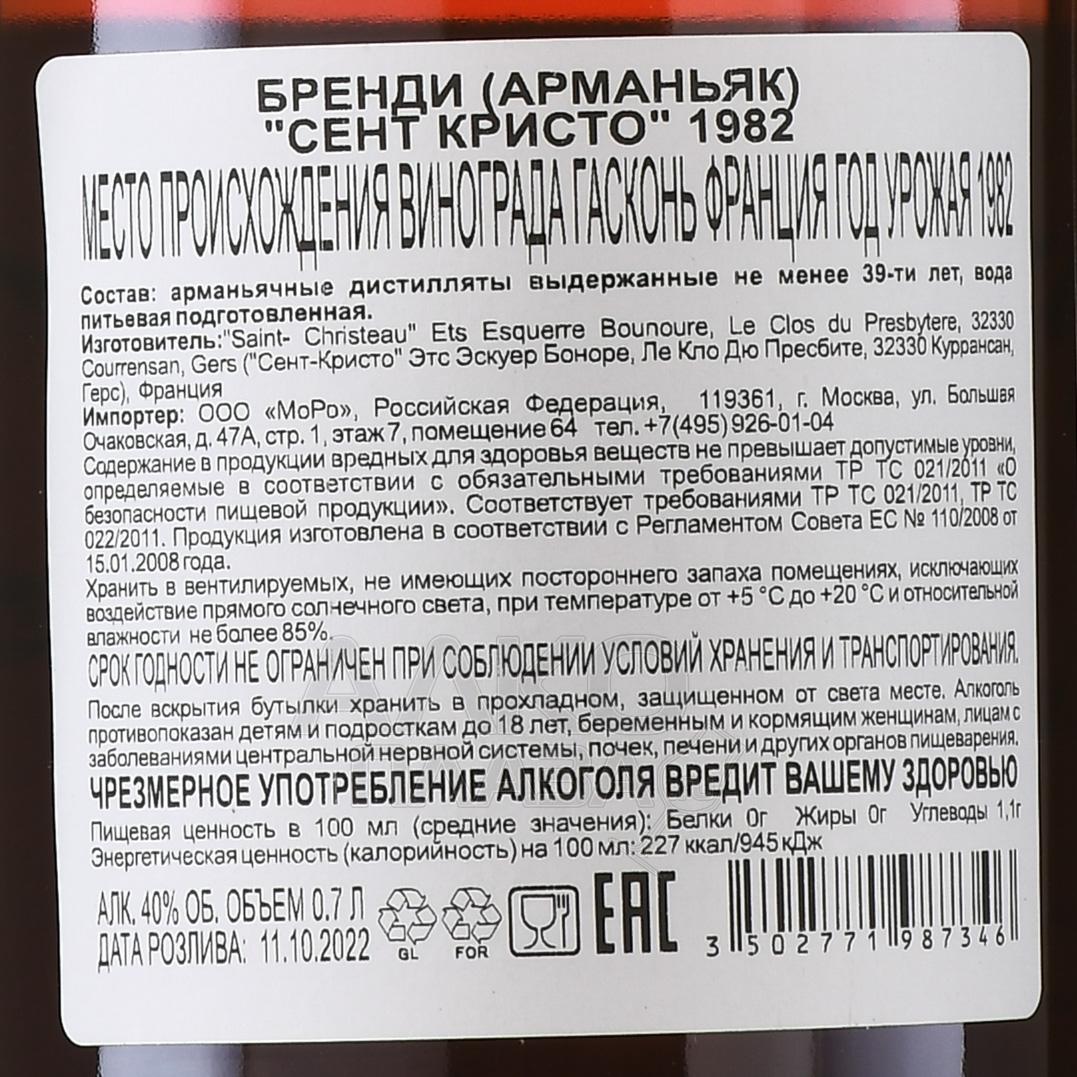 БРЕНДИ (АРМАНЬЯК)
"СЕНТ КРИСТО" 1982
МЕСТО ПРОИСХОЖДЕНИЯ ВИНОГРАДА ГАСКОНЬ ФРАНЦИЯ ГОД УРОЖАЯ 1982
Состав: арманьячные дистилляты выдержанные не менее 39-ти лет, вода
питьевая подготовленная.
Изготовитель:"Saint- Christeau" Ets Esquerre Bounoure, Le Clos du Presbytere, 32330
Courrensan, Gers ("Сент-Кристо" Этс Эскуер Боноре, Ле Кло Дю Пресбите, 32330 Куррансан,
Герс), Франция
Импортер: ООО «МоРо», Российская Федерация, 119361, г. Москва, ул. Большая
Очаковская, д. 47А, стр. 1, этаж 7, помещение 64 тел. +7(495) 926-01-04
Содержание в продукции вредных для здоровья веществ не превышает допустимые уровни,
определяемые в соответствии с обязательными требованиями ТР ТС 021/2011 «О
безопасности пищевой продукции». Соответствует требованиями ТР ТС 021/2011, ТР ТС
022/2011. Продукция изготовлена в соответствии с Регламентом Совета ЕС № 110/2008 от
15.01.2008 года.
Хранить в вентилируемых, не имеющих постороннего запаха помещениях, исключающих
воздействие прямого солнечного света, при температуре от +5 °С до +20 °С и относительной
влажности не более 85%.
СРОК ГОДНОСТИ НЕ ОГРАНИЧЕН ПРИ СОБЛЮДЕНИИ УСЛОВИЙ ХРАНЕНИЯ И ТРАНСПОРТИРОВАНИЯ.
После вскрытия бутылки хранить в прохладном, защищенном от света месте. Алкоголь
противопоказан детям и подросткам до 18 лет, беременным и кормящим женщинам, лицам с
заболеваниями центральной нервной системы, почек, печени и других органов пищеварения.
ЧРЕЗМЕРНОЕ УПОТРЕБЛЕНИЕ АЛКОГОЛЯ ВРЕДИТ ВАШЕМУ ЗДОРОВЬЮ
Пищевая ценность в 100 мл (средние значения): Белки 0г Жиры 0г Углеводы 1,1г
Энергетическая ценность (калорийность) на 100 мл: 227 ккал/945 кДж
АЛК. 40% ОБ. ОБЪЕМ 0.7 Л
ДАТА РОЗЛИВА: 11.10.2022
GL
FOR
ЕАС
3 502771 987346